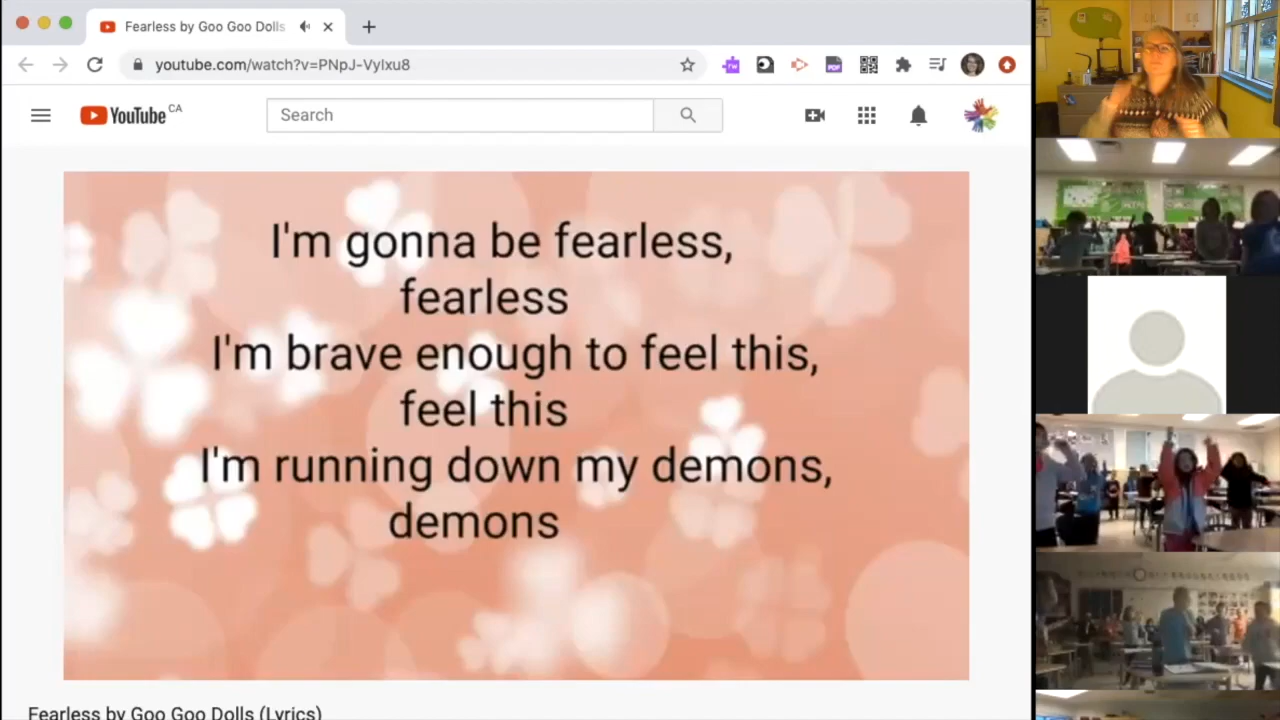 Fearless by Goo Goo Dolls
youtube.com/watch?v=PNpJ-Vylxu8
YouTube CA
Search
I'm gonna be fearless,
fearless
I'm brave enough to feel this,
feel this
I'm running down my demons,
demons
Fearless by Goo Goo Dolls (Lyrics)